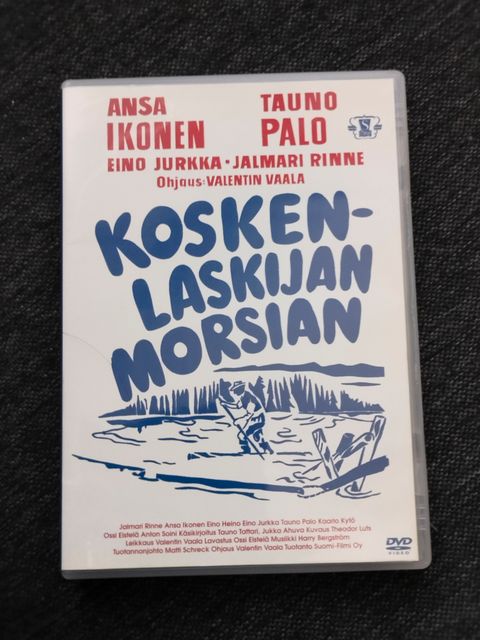 ANSA TAUNO
IKONEN PALO
EINO JURKKA • JALMARI RINNE
Ohjaus: VALENTIN VAALA
KOSKEN-
LASKIJAN
MORSIAN
Jalmari Rinne Ansa Ikonen Eino Heino Eino Jurkka Tauno Palo Kaarlo Kytö
Ossi Elstelä Anton Soini Käsikirjoitus Tauno Tattari, Jukka Ahuva Kuvaus Theodor Luts
Leikkaus Valentin Vaala Lavastus Ossi Elstelä Musiikki Harry Bergström
Tuotannonjohto Matti Schreck Ohjaus Valentin Vaala Tuotanto Suomi-Filmi Oy
DVD
VIDEO